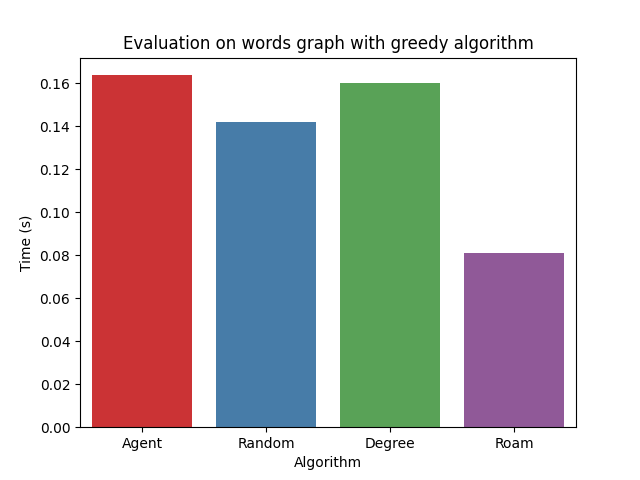 Evaluation on words graph with greedy algorithm
Time (s)
0.16
0.14
0.12
0.10
0.08
0.06
0.04
0.02
0.00
Agent Random Degree Roam
Algorithm